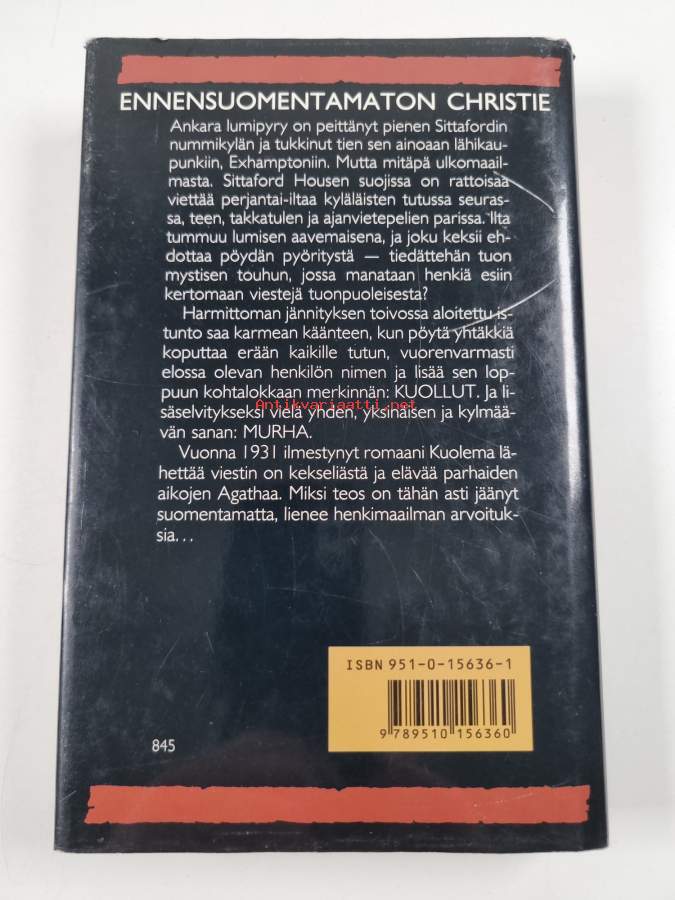 ENNENSUOMENTAMATON CHRISTIE
Ankara lumipyry on peittänyt pienen Sittafordin
nummikylän ja tukkinut tien sen ainoaan lähikau-
punkiin, Exhamptoniin. Mutta mitäpä ulkomaail-
masta. Sittaford Housen suojissa on rattoisaa
viettää perjantai-iltaa kyläläisten tutussa seuras-
sa, teen, takkatulen ja ajanvietepelien parissa. Ilta
tummuu lumisen aavemaisena, ja joku keksii eh-
dottaa pöydän pyöritystä — tiedättehän tuon
mystisen touhun, jossa manataan henkiä esiin
kertomaan viestejä tuonpuoleisesta?
Harmittoman jännityksen toivossa aloitettu is-
tunto saa karmean käänteen, kun pöytä yhtäkkiä
koputtaa erään kaikille tutun, vuorenvarmasti
elossa olevan henkilön nimen ja lisää sen lop-
puun kohtalokkaan merkinnän: KUOLLUT. Ja li-
Antikvariaatti.net
säselvitykseksi vielä yhden, yksinäisen ja kylmää-
vän sanan: MURHA.
Vuonna 1931 ilmestynyt romaani Kuolema lä-
hettää viestin on kekseliästä ja elävää parhaiden
aikojen Agathaa. Miksi teos on tähän asti jäänyt
suomentamatta, lienee henkimaailman arvoituk-
sia...
ISBN 951-0-15636-1
9 789510 156360
845